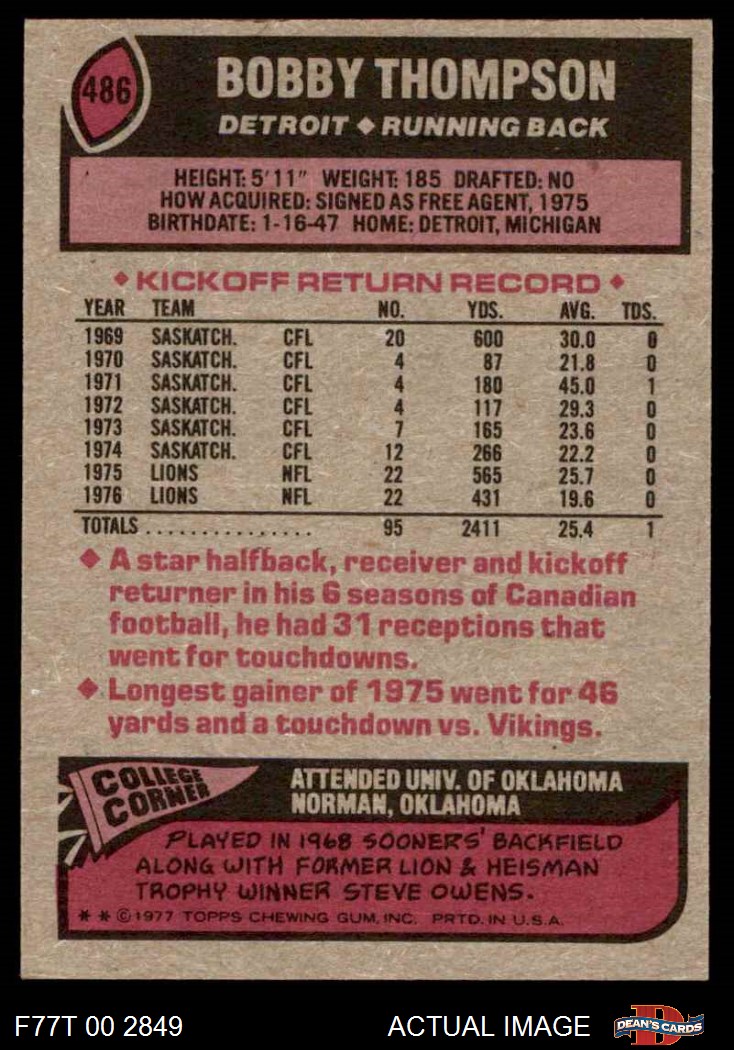 486
BOBBY THOMPSON
DETROIT ◆ RUNNING BACK
HEIGHT: 5'11" WEIGHT: 185 DRAFTED: NO
HOW ACQUIRED: SIGNED AS FREE AGENT, 1975
BIRTHDATE: 1-16-47 HOME: DETROIT, MICHIGAN
◆ KICKOFF RETURN RECORD ◆
YEAR TEAM NO. YDS. AVG. TDS.
1969 SASKATCH. CFL 20 600 30.0 0
1970 SASKATCH. CFL 4 87 21.8 0
1971 SASKATCH. CFL 4 180 45.0 1
1972 SASKATCH. CFL 4 117 29.3 0
1973 SASKATCH. CFL 7 165 23.6 0
1974 SASKATCH. CFL 12 266 22.2 0
1975 LIONS NFL 22 565 25.7 0
1976 LIONS NFL 22 431 19.6 0
TOTALS ............... 95 2411 25.4 1
◆ A star halfback, receiver and kickoff
returner in his 6 seasons of Canadian
football, he had 31 receptions that
went for touchdowns.
◆ Longest gainer of 1975 went for 46
yards and a touchdown vs. Vikings.
COLLEGE
CORNER
ATTENDED UNIV. OF OKLAHOMA
NORMAN, OKLAHOMA
PLAYED IN 1968 SOONERS' BACKFIELD
ALONG WITH FORMER LION & HEISMAN
TROPHY WINNER STEVE OWENS.
* * © 1977 TOPPS CHEWING GUM, INC. PRTD. IN U.S.A.
F77T 00 2849 ACTUAL IMAGE
D
DEAN'S CARDS